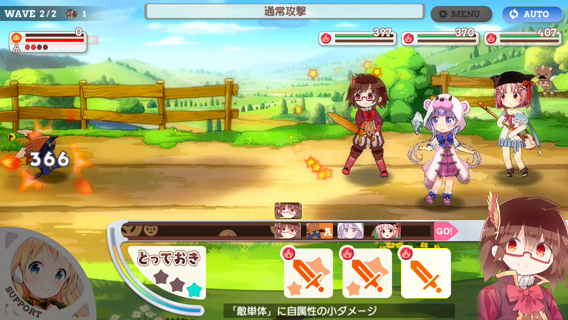 WAVE 2/2 1
通常攻撃
MENU
AUTO
0
A
397
370
407
366
A
GO!
とっておき
SUPPORT
「敵単体」に自属性の小ダメージ